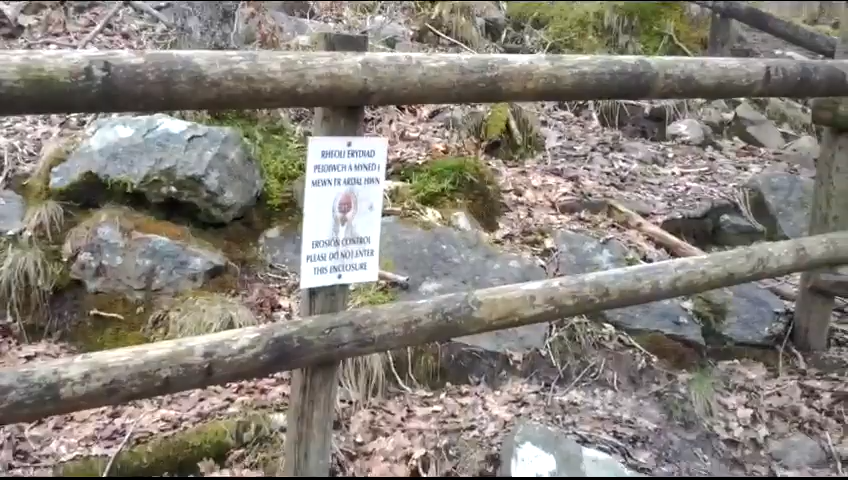 RHEOLI ERYDIAD
PEIDIWCH A MYNED
MEWN I'R ARDAL HWN
EROSION CONTROL
PLEASE DO NOT ENTER
THIS ENCLOSURE